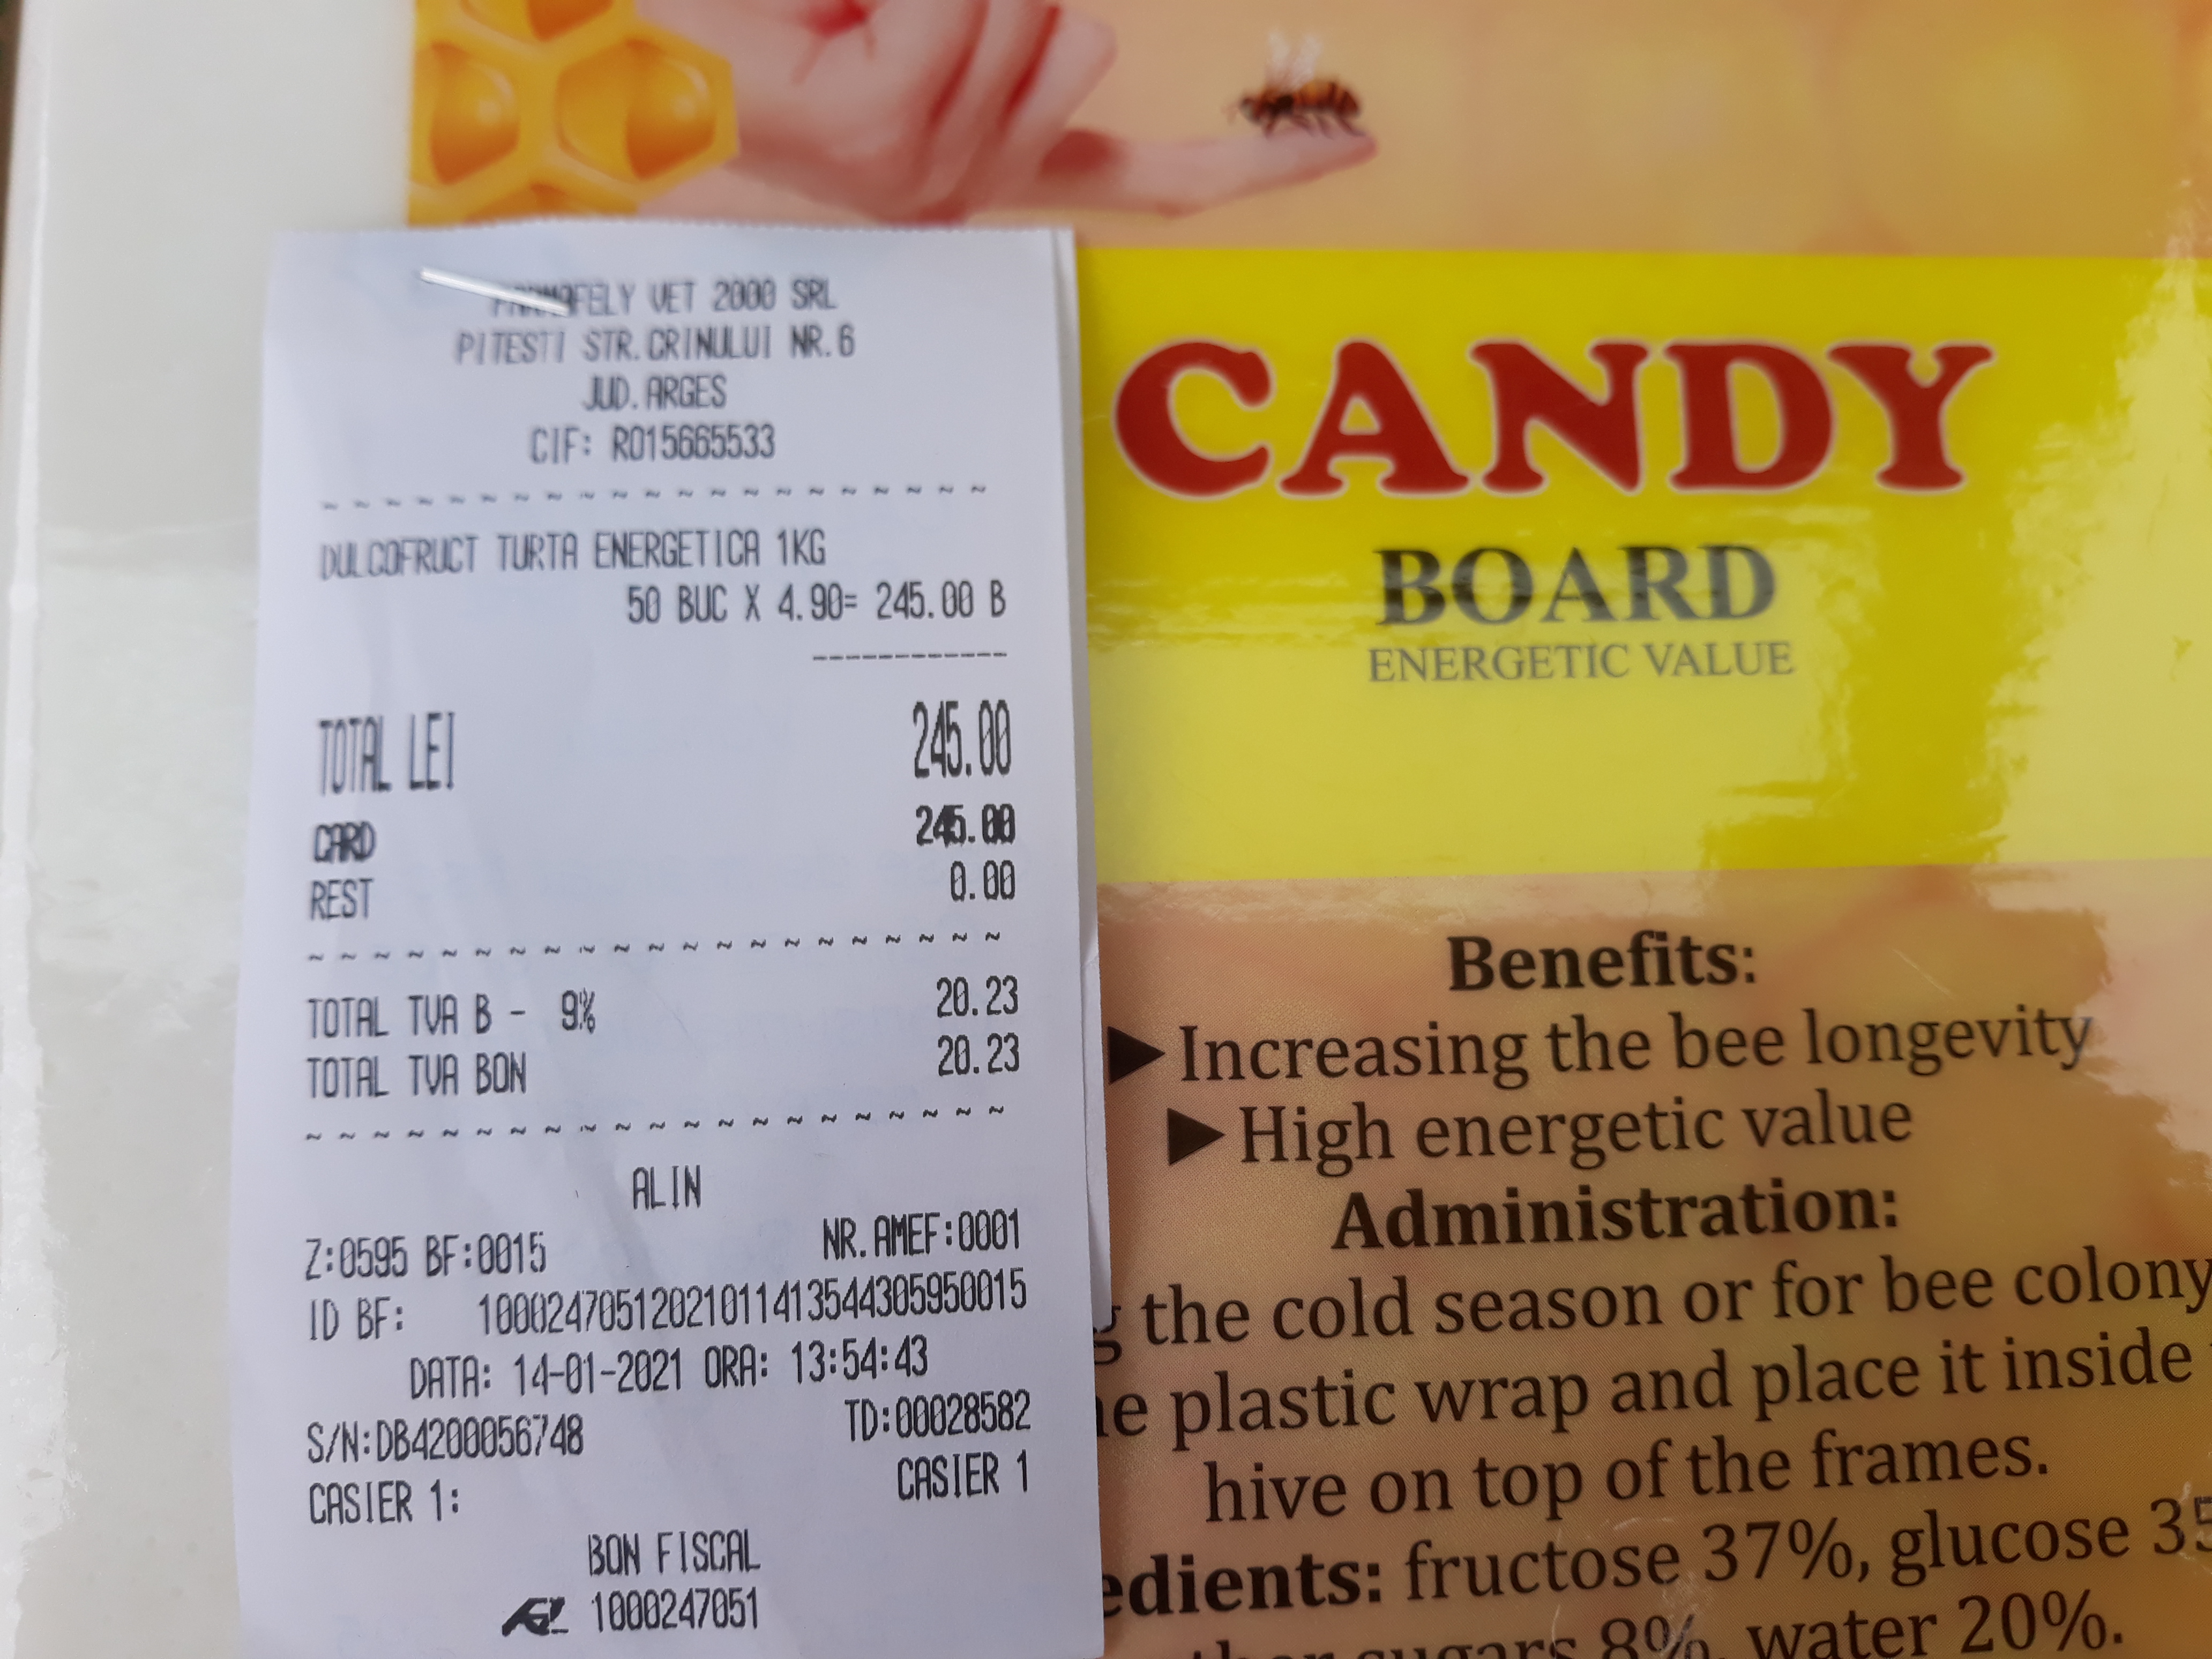 VET 2000 SRL
PITESTI STR.CRINULUI NR.6
JUD.ARGES
CIF: RO15665533
DULCOFRUCT TURTA ENERGETICA 1KG
50 BUC X 4.90= 245.00 B
TOTAL LEI 245.00
CARD 245.00
REST 0.00
TOTAL TVA B - 9% 20.23
TOTAL TVA BON 20.23
ALIN
Z:0595 BF:0015 NR.AMEF:0001
ID BF: 10002470512021011413544305950015
DATA: 14-01-2021 ORA: 13:54:43
S/N:DB4200056748 TD:00028582
CASIER 1: CASIER 1
BON FISCAL
1000247051
CANDY
BOARD
ENERGETIC VALUE
Benefits:
▶Increasing the bee longevity
▶High energetic value
Administration:
the cold season or for bee colony
plastic wrap and place it inside
hive on top of the frames.
fructose 37%, glucose
sugars 8%, water 20%.